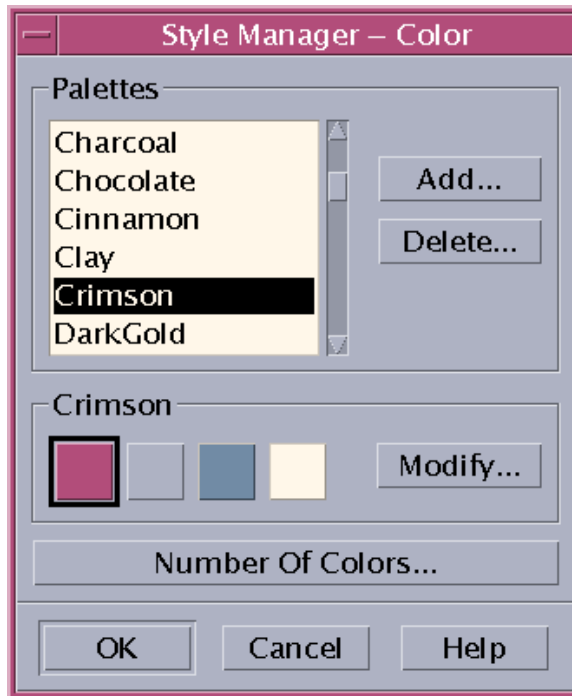 Style Manager – Color
Palettes
Charcoal
Chocolate
Cinnamon
Clay
Crimson
DarkGold
Add...
Delete...
Crimson
Modify...
Number Of Colors...
OK
Cancel
Help